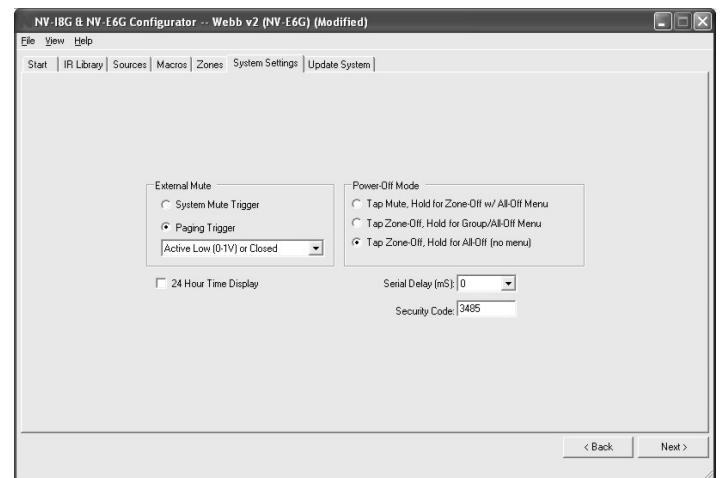 NV-I8G & NV-E6G Configurator -- Webb v2 (NV-E6G) (Modified)
File View Help
Start IR Library Sources Macros Zones System Settings Update System
External Mute
System Mute Trigger
Paging Trigger
Active Low (0-1V) or Closed
24 Hour Time Display
Power-Off Mode
Tap Mute, Hold for Zone-Off w/ All-Off Menu
Tap Zone-Off, Hold for Group/All-Off Menu
Tap Zone-Off, Hold for All-Off (no menu)
Serial Delay (mS): 0
Security Code: 3485
< Back Next >